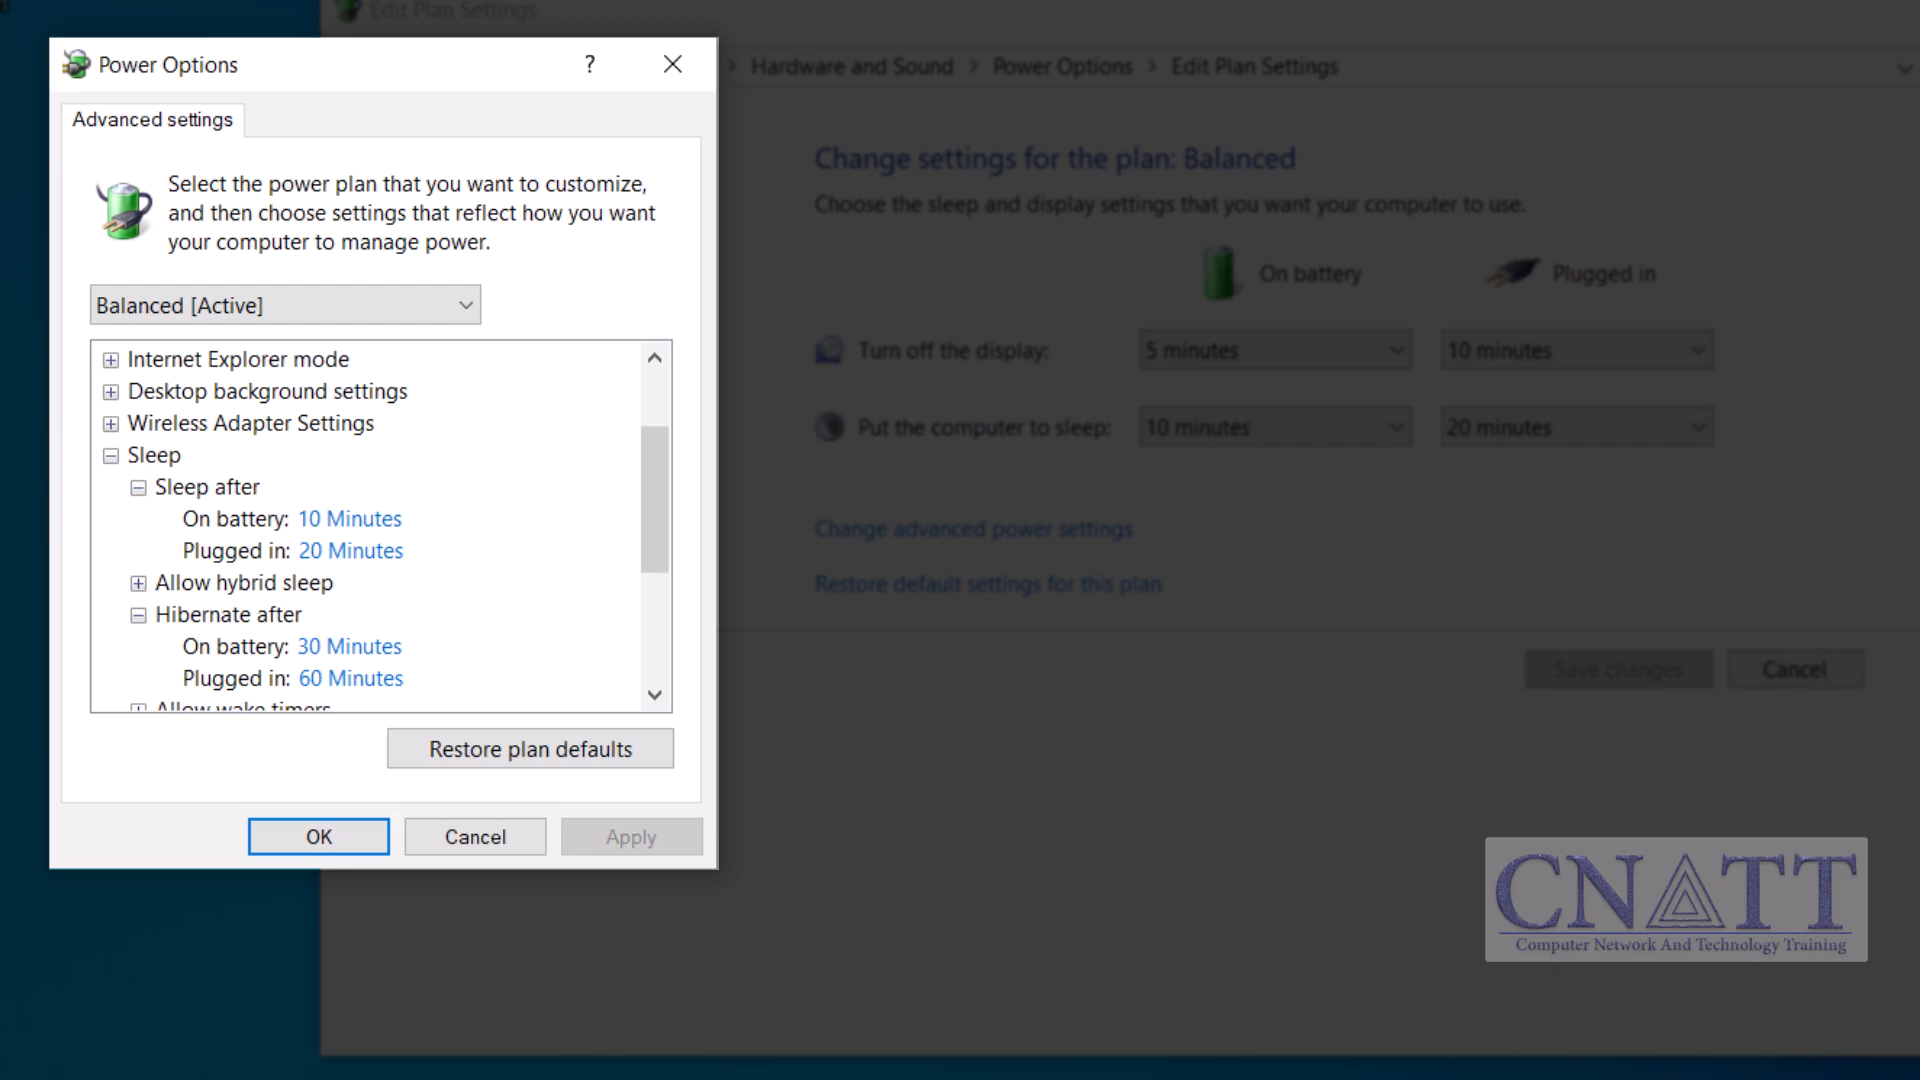 Edit Plan Settings
Power Options
?
Advanced settings
Select the power plan that you want to customize,
and then choose settings that reflect how you want
your computer to manage power.
Balanced [Active]
Internet Explorer mode
Desktop background settings
Wireless Adapter Settings
Sleep
Sleep after
On battery: 10 Minutes
Plugged in: 20 Minutes
Allow hybrid sleep
Hibernate after
On battery: 30 Minutes
Plugged in: 60 Minutes
Allow wake timers
Restore plan defaults
OK Cancel Apply
Hardware and Sound > Power Options > Edit Plan Settings
Change settings for the plan: Balanced
Choose the sleep and display settings that you want your computer to use.
On battery Plugged in
Turn off the display: 5 minutes 10 minutes
Put the computer to sleep: 10 minutes 20 minutes
Change advanced power settings
Restore default settings for this plan
Save changes Cancel
CNATT
Computer Network And Technology Training